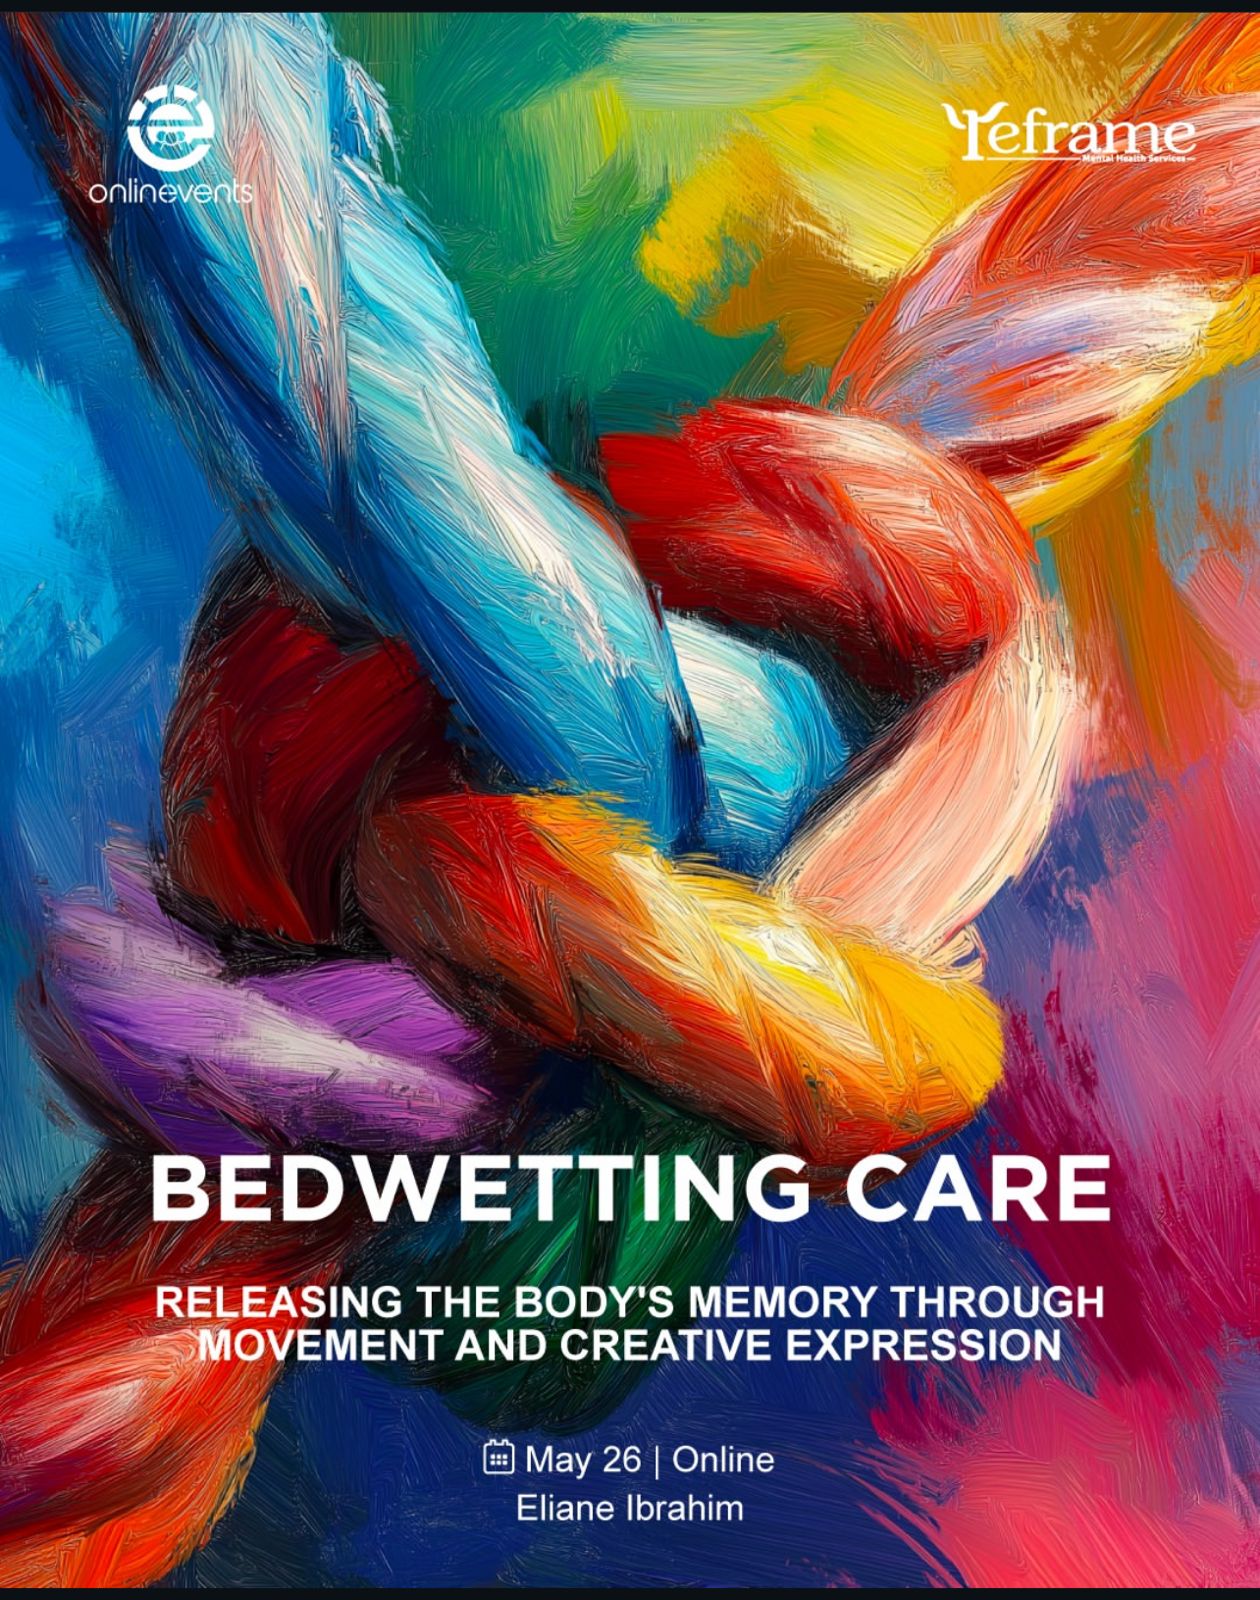 onlinevents
reframe
Mental Health Services
BEDWETTING CARE
RELEASING THE BODY'S MEMORY THROUGH
MOVEMENT AND CREATIVE EXPRESSION
May 26 | Online
Eliane Ibrahim